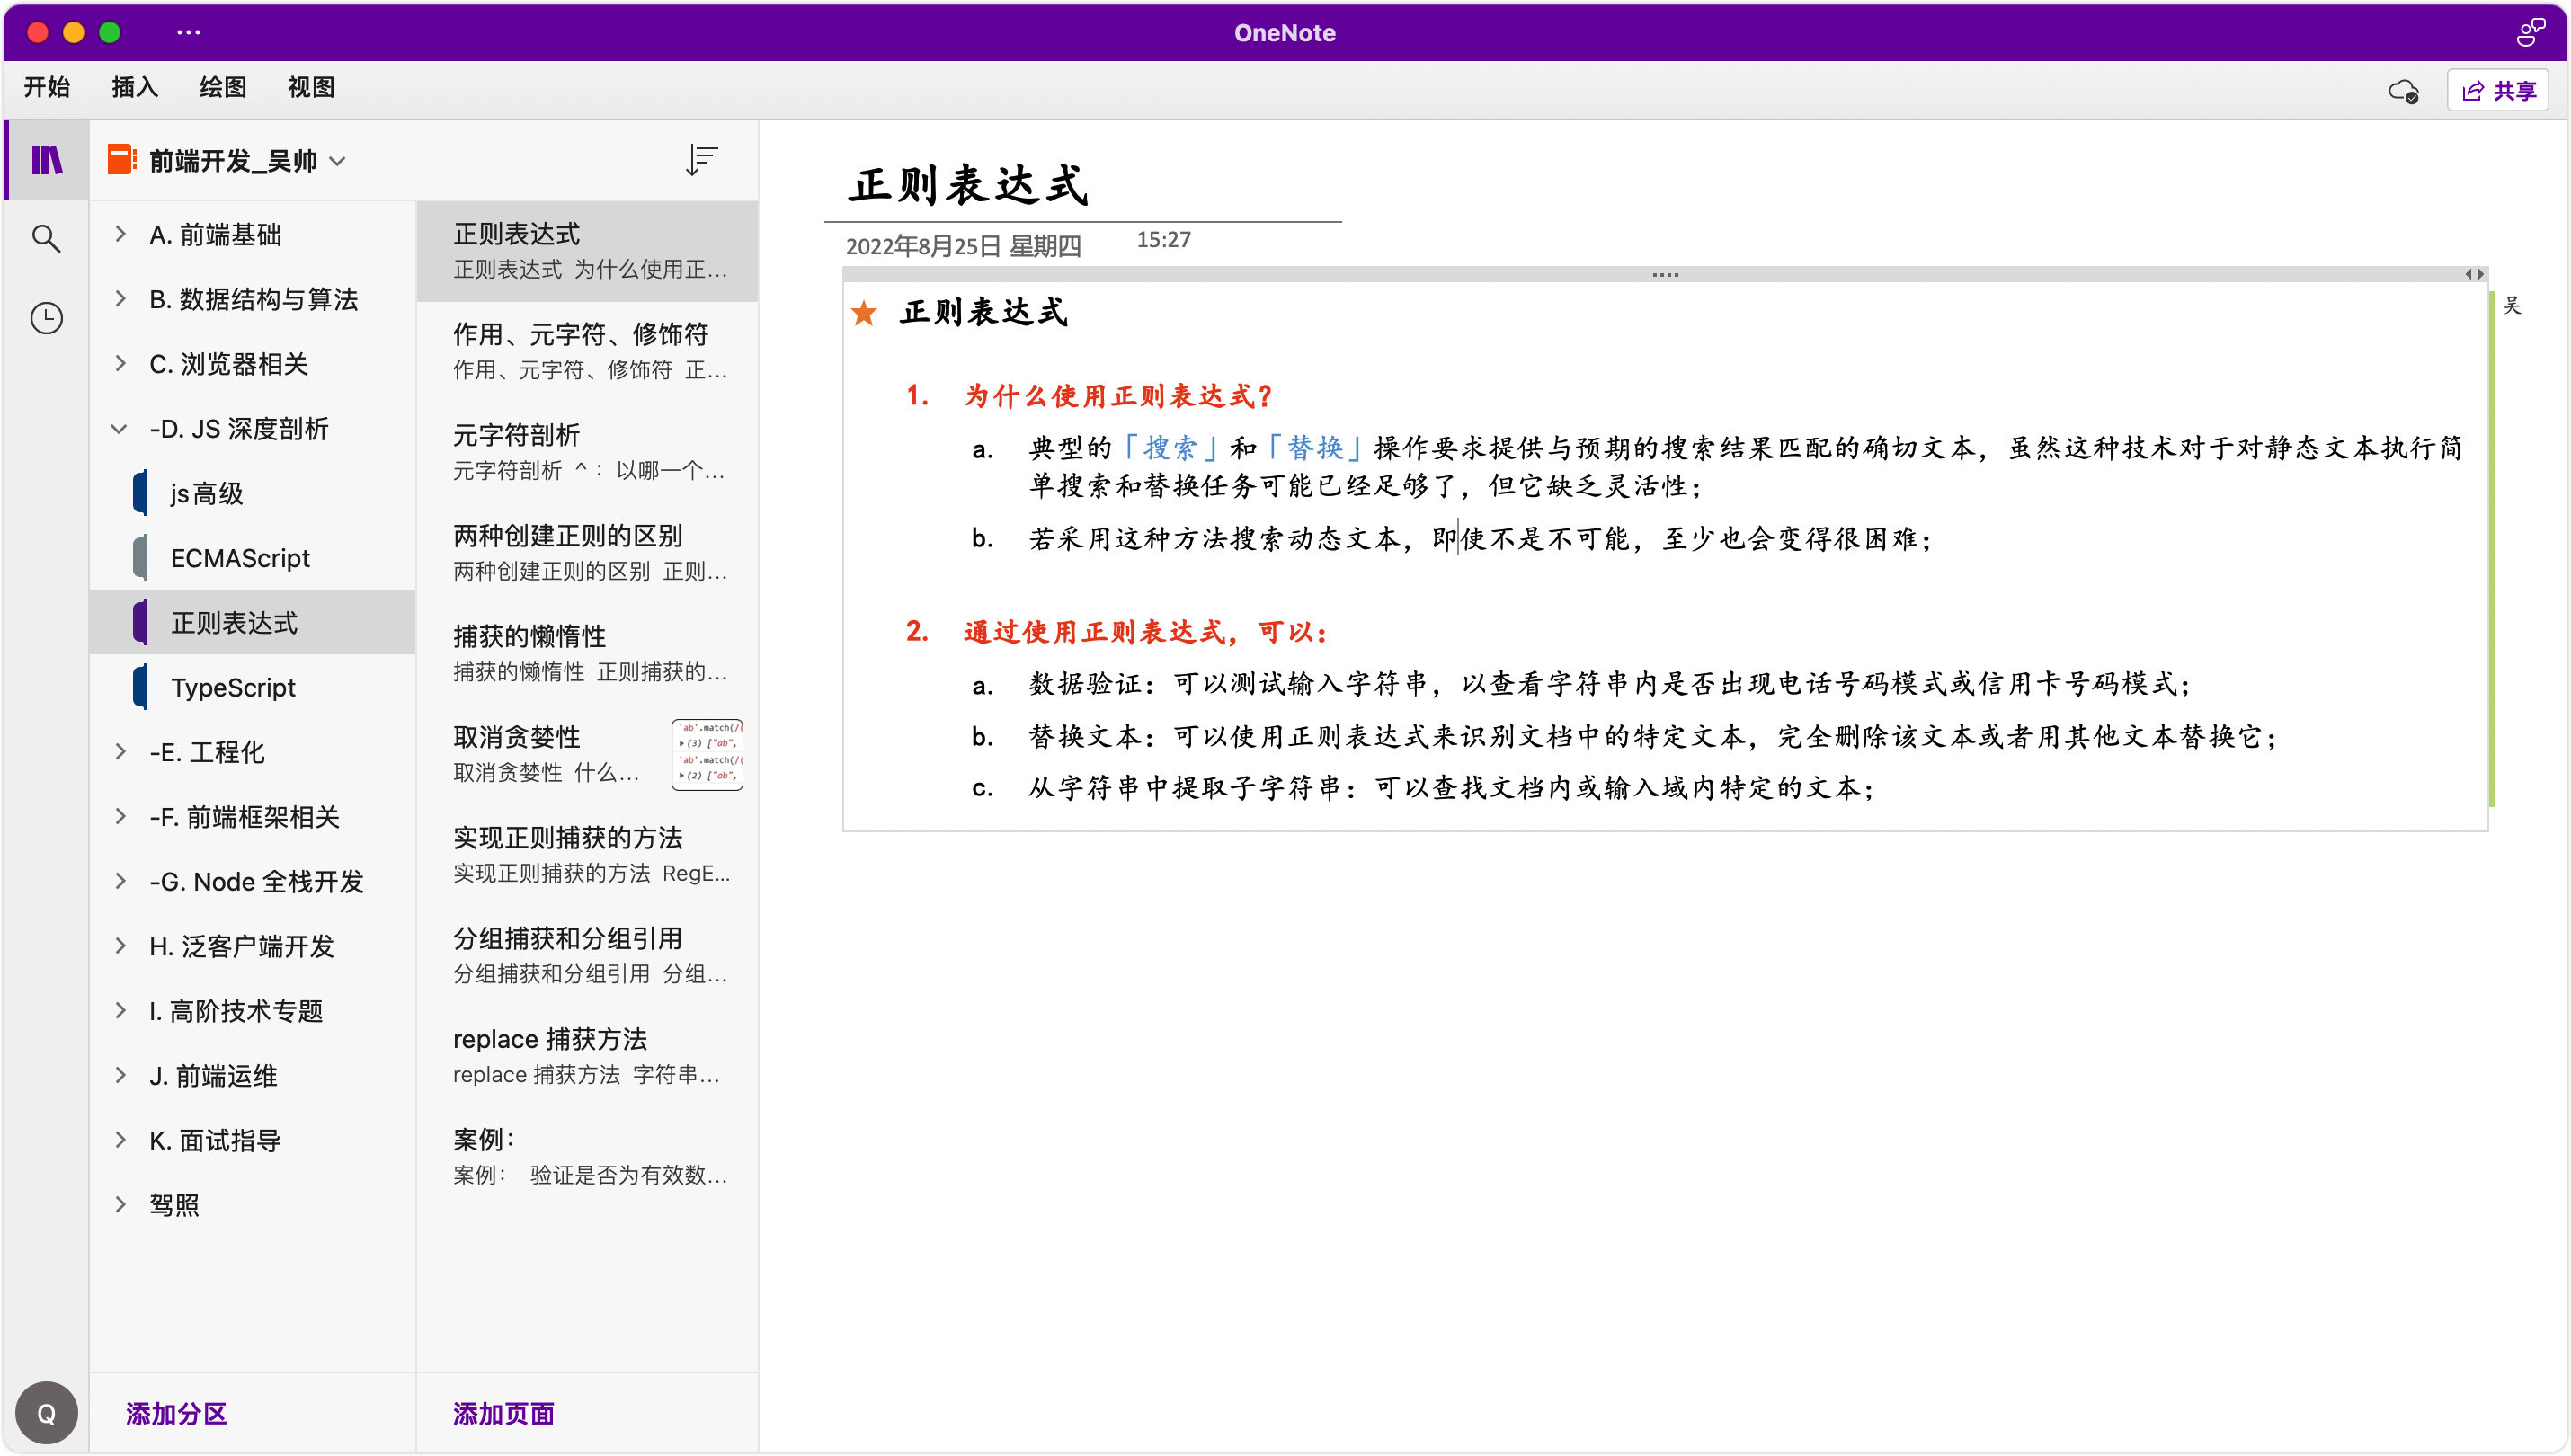 OneNote
开始 插入 绘图 视图
共享
前端开发_吴帅
A. 前端基础
B. 数据结构与算法
C. 浏览器相关
-D. JS 深度剖析
js高级
ECMAScript
正则表达式
TypeScript
-E. 工程化
-F. 前端框架相关
-G. Node 全栈开发
H. 泛客户端开发
I. 高阶技术专题
J. 前端运维
K. 面试指导
驾照
添加分区
Q
正则表达式
正则表达式 为什么使用正...
作用、元字符、修饰符
作用、元字符、修饰符 正...
元字符剖析
元字符剖析 ^ ：以哪一个...
两种创建正则的区别
两种创建正则的区别 正则...
捕获的懒惰性
捕获的懒惰性 正则捕获的...
取消贪婪性
取消贪婪性 什么...
'ab'.match(/(
(3) ["ab",
'ab'.match(/(
(2) ["ab",
实现正则捕获的方法
实现正则捕获的方法 RegE...
分组捕获和分组引用
分组捕获和分组引用 分组...
replace 捕获方法
replace 捕获方法 字符串...
案例：
案例： 验证是否为有效数...
添加页面
正则表达式
2022年8月25日 星期四 15:27
正则表达式
吴
1. 为什么使用正则表达式？
a. 典型的「搜索」和「替换」操作要求提供与预期的搜索结果匹配的确切文本，虽然这种技术对于对静态文本执行简
单搜索和替换任务可能已经足够了，但它缺乏灵活性；
b. 若采用这种方法搜索动态文本，即使不是不可能，至少也会变得很困难；
2. 通过使用正则表达式，可以：
a. 数据验证：可以测试输入字符串，以查看字符串内是否出现电话号码模式或信用卡号码模式；
b. 替换文本：可以使用正则表达式来识别文档中的特定文本，完全删除该文本或者用其他文本替换它；
c. 从字符串中提取子字符串：可以查找文档内或输入域内特定的文本；